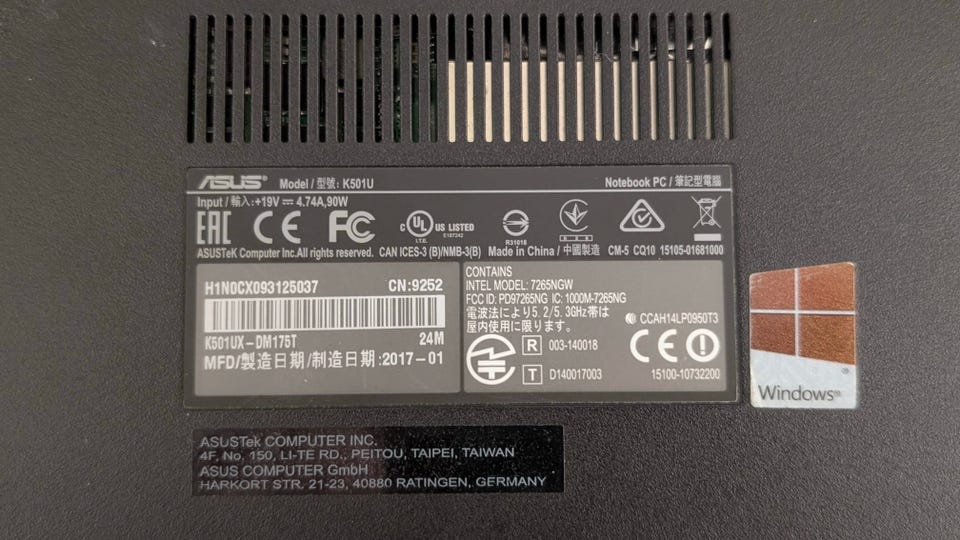 ASUS Model / 型號: K501U Notebook PC / 筆記型電腦
Input / 輸入: +19V ⎓ 4.74A,90W
EAC CE FC c UL US LISTED
I.T.E. E187242 R31018
ASUSTeK Computer Inc.All rights reserved. CAN ICES-3 (B)/NMB-3(B) Made in China / 中國製造 CM-5 CQ10 15105-01681000
H1N0CX093125037 CN:9252
K501UX-DM175T 24M
MFD/製造日期/制造日期:2017-01
CONTAINS
INTEL MODEL: 7265NGW
FCC ID: PD97265NG IC: 1000M-7265NG
電波法により5.2/5.3GHz帯は
屋内使用に限ります。
CCAH14LP0950T3
R 003-140018
CE
T D140017003
15100-10732200
Windows®
ASUSTek COMPUTER INC.
4F, No. 150, LI-TE RD., PEITOU, TAIPEI, TAIWAN
ASUS COMPUTER GmbH
HARKORT STR. 21-23, 40880 RATINGEN, GERMANY